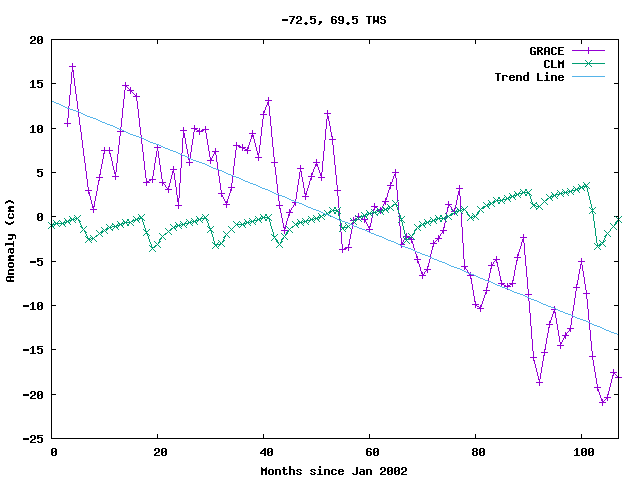 -72.5, 69.5 TWS
GRACE
CLM
Trend Line
20
15
10
5
0
-5
-10
-15
-20
-25
Anomaly (cm)
0 20 40 60 80 100
Months since Jan 2002